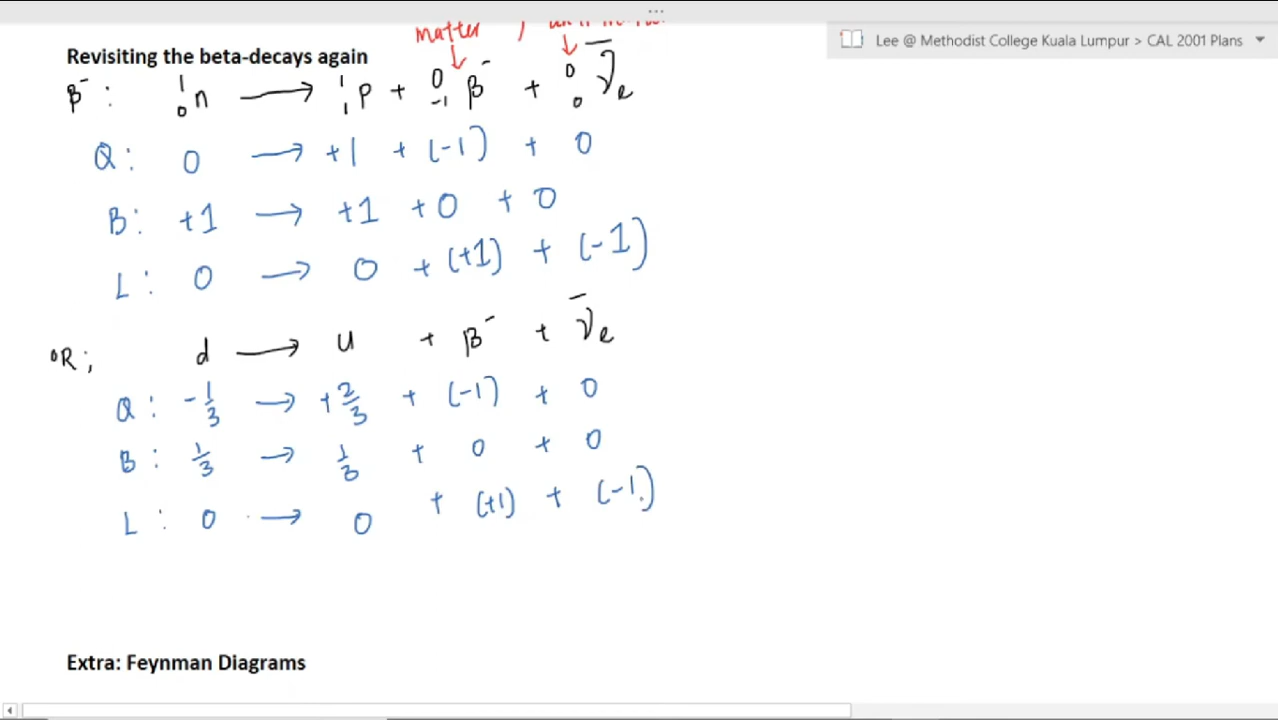 ...
matter ,
Lee @ Methodist College Kuala Lumpur > CAL 2001 Plans
Revisiting the beta-decays again
β⁻ : ¹₀n → ¹₁p + ⁰₋₁β⁻ + ⁰₀ν̅ₑ
Q : 0 → +1 + (-1) + 0
B : +1 → +1 + 0 + 0
L : 0 → 0 + (+1) + (-1)
OR; d → u + β⁻ + ν̅ₑ
Q : -1/3 → +2/3 + (-1) + 0
B : 1/3 → 1/3 + 0 + 0
L : 0 → 0 + (+1) + (-1)
Extra: Feynman Diagrams